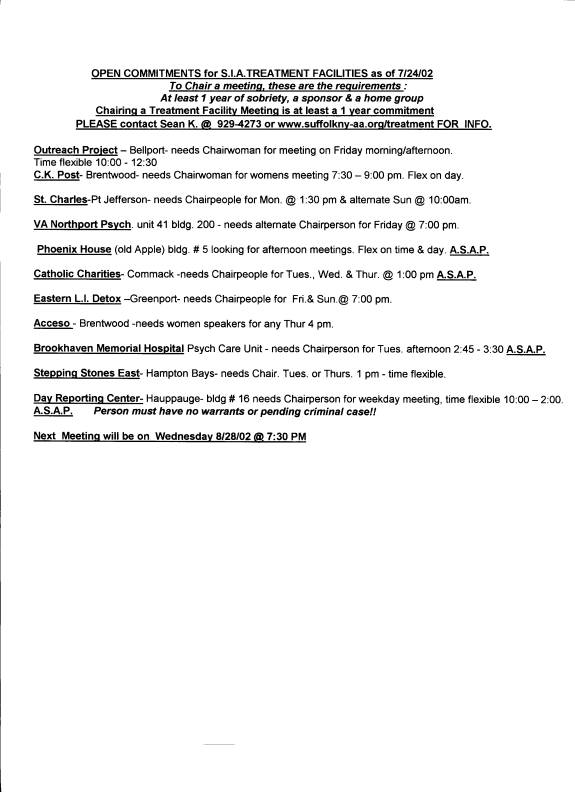 OPEN COMMITMENTS for S.I.A.TREATMENT FACILITIES as of 7/24/02
To Chair a meeting, these are the requirements :
At least 1 year of sobriety, a sponsor & a home group
Chairing a Treatment Facility Meeting is at least a 1 year commitment
PLEASE contact Sean K. @ 929-4273 or www.suffolkny-aa.org/treatment FOR INFO.
Outreach Project – Bellport- needs Chairwoman for meeting on Friday morning/afternoon.
Time flexible 10:00 - 12:30
C.K. Post- Brentwood- needs Chairwoman for womens meeting 7:30 – 9:00 pm. Flex on day.
St. Charles-Pt Jefferson- needs Chairpeople for Mon. @ 1:30 pm & alternate Sun @ 10:00am.
VA Northport Psych. unit 41 bldg. 200 - needs alternate Chairperson for Friday @ 7:00 pm.
Phoenix House (old Apple) bldg. # 5 looking for afternoon meetings. Flex on time & day. A.S.A.P.
Catholic Charities- Commack -needs Chairpeople for Tues., Wed. & Thur. @ 1:00 pm A.S.A.P.
Eastern L.I. Detox –Greenport- needs Chairpeople for Fri.& Sun.@ 7:00 pm.
Acceso - Brentwood -needs women speakers for any Thur 4 pm.
Brookhaven Memorial Hospital Psych Care Unit - needs Chairperson for Tues. afternoon 2:45 - 3:30 A.S.A.P.
Stepping Stones East- Hampton Bays- needs Chair. Tues. or Thurs. 1 pm - time flexible.
Day Reporting Center- Hauppauge- bldg # 16 needs Chairperson for weekday meeting, time flexible 10:00 – 2:00.
A.S.A.P. Person must have no warrants or pending criminal case!!
Next Meeting will be on Wednesday 8/28/02 @ 7:30 PM